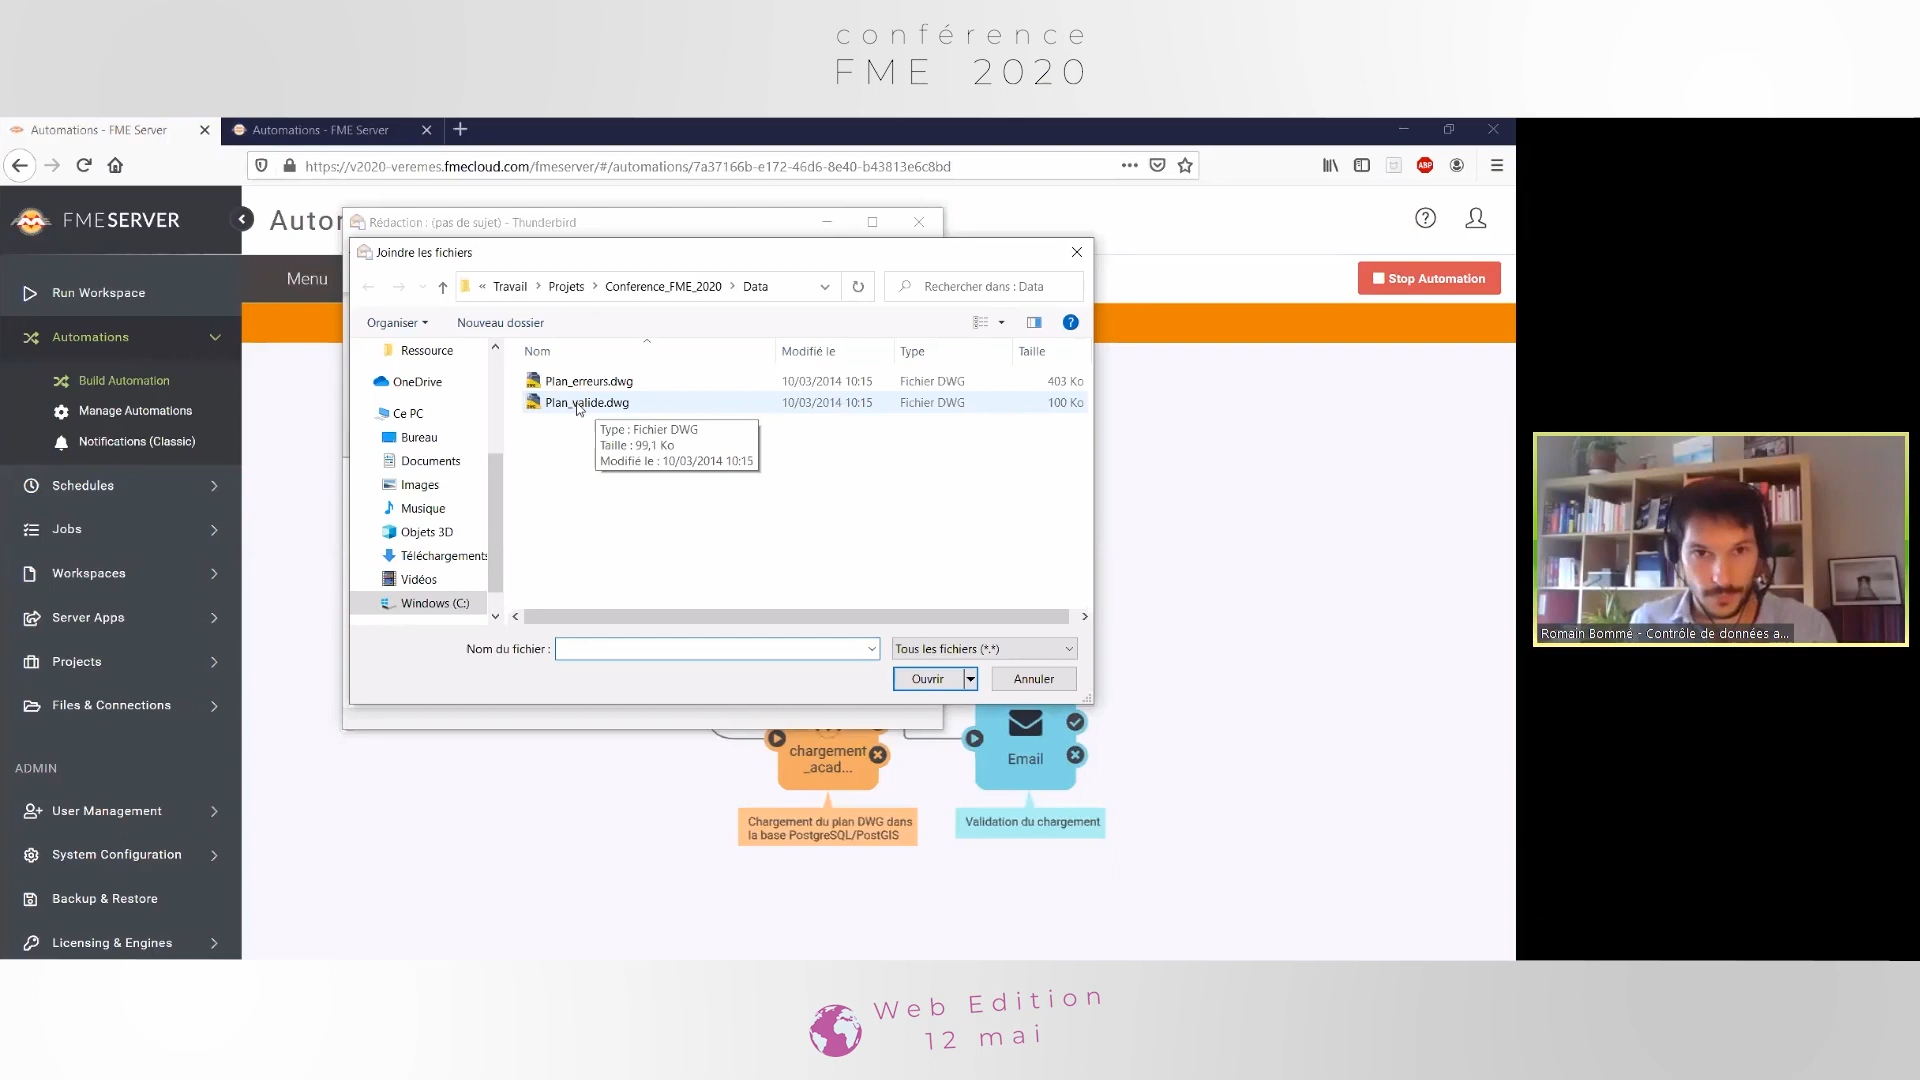 conférence
FME 2020
Automations - FME Server
Automations - FME Server
https://v2020-veremes.fmecloud.com/fmeserver/#/automations/7a37166b-e172-46d6-8e40-b43813e6c8bd
ABP
FMESERVER
Autor
Rédaction : (pas de sujet) - Thunderbird
Joindre les fichiers
Menu
Stop Automation
« Travail > Projets > Conference_FME_2020 > Data
Rechercher dans : Data
Organiser
Nouveau dossier
Nom
Modifié le
Type
Taille
Plan_erreurs.dwg
10/03/2014 10:15
Fichier DWG
403 Ko
Plan_valide.dwg
10/03/2014 10:15
Fichier DWG
100 Ko
Type : Fichier DWG
Taille : 99,1 Ko
Modifié le : 10/03/2014 10:15
Ressource
OneDrive
Ce PC
Bureau
Documents
Images
Musique
Objets 3D
Téléchargements
Vidéos
Windows (C:)
Nom du fichier :
Tous les fichiers (*.*)
Ouvrir
Annuler
Run Workspace
Automations
Build Automation
Manage Automations
Notifications (Classic)
Schedules
Jobs
Workspaces
Server Apps
Projects
Files & Connections
ADMIN
User Management
System Configuration
Backup & Restore
Licensing & Engines
chargement
_acad...
Email
Chargement du plan DWG dans
la base PostgreSQL/PostGIS
Validation du chargement
Romain Bommé - Contrôle de données a...
Web Edition
12 mai